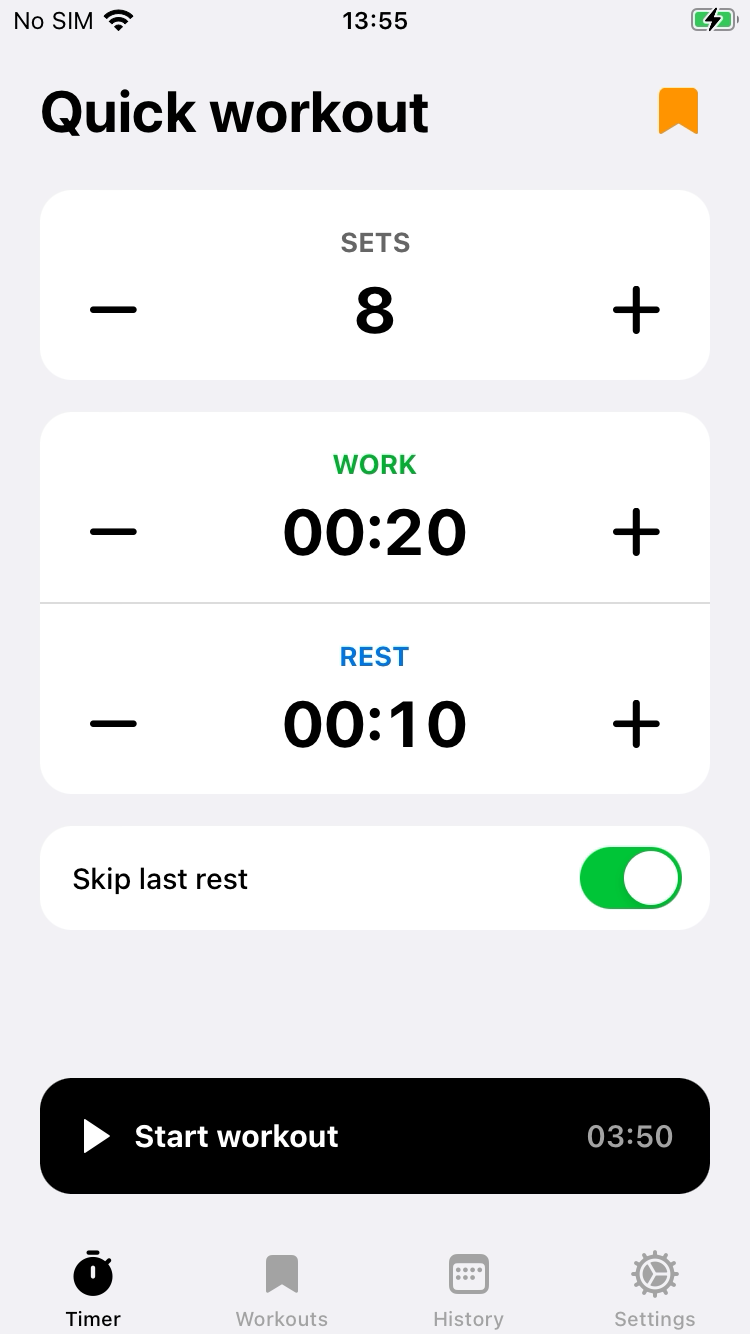 No SIM 13:55
Quick workout
SETS
8
WORK
00:20
REST
00:10
Skip last rest
Start workout 03:50
Timer Workouts History Settings